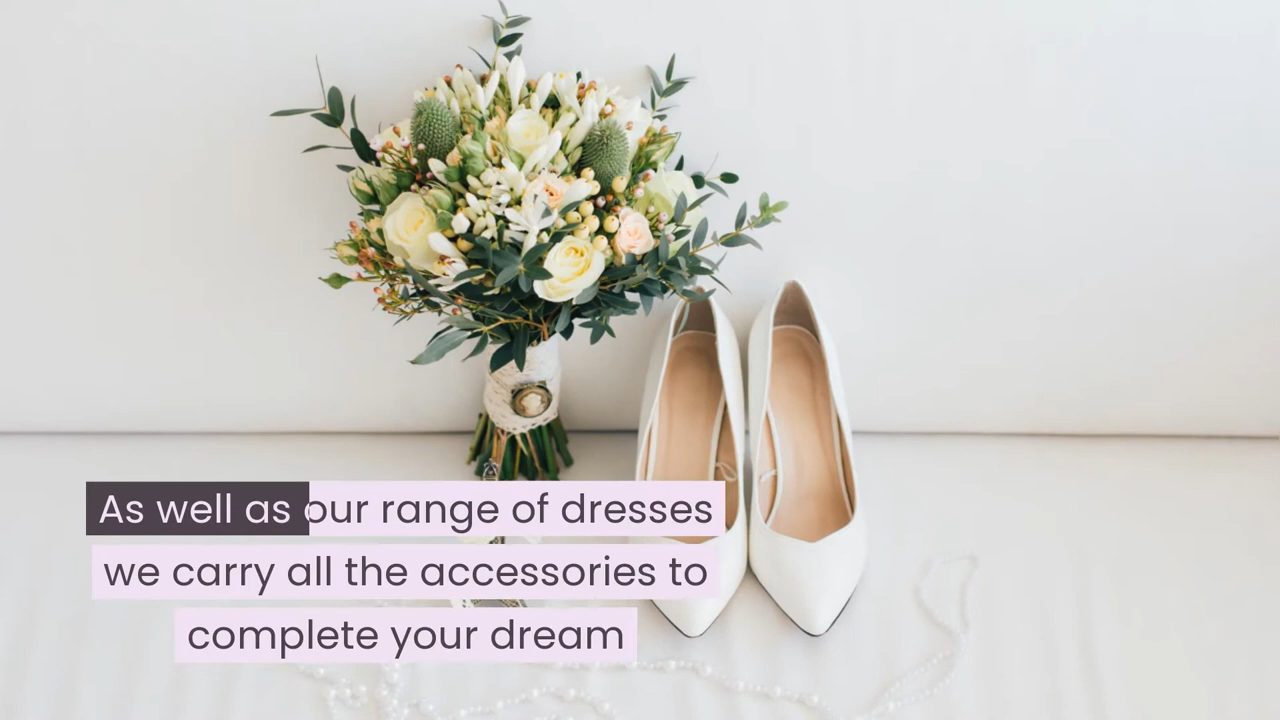 As well as our range of dresses
we carry all the accessories to
complete your dream